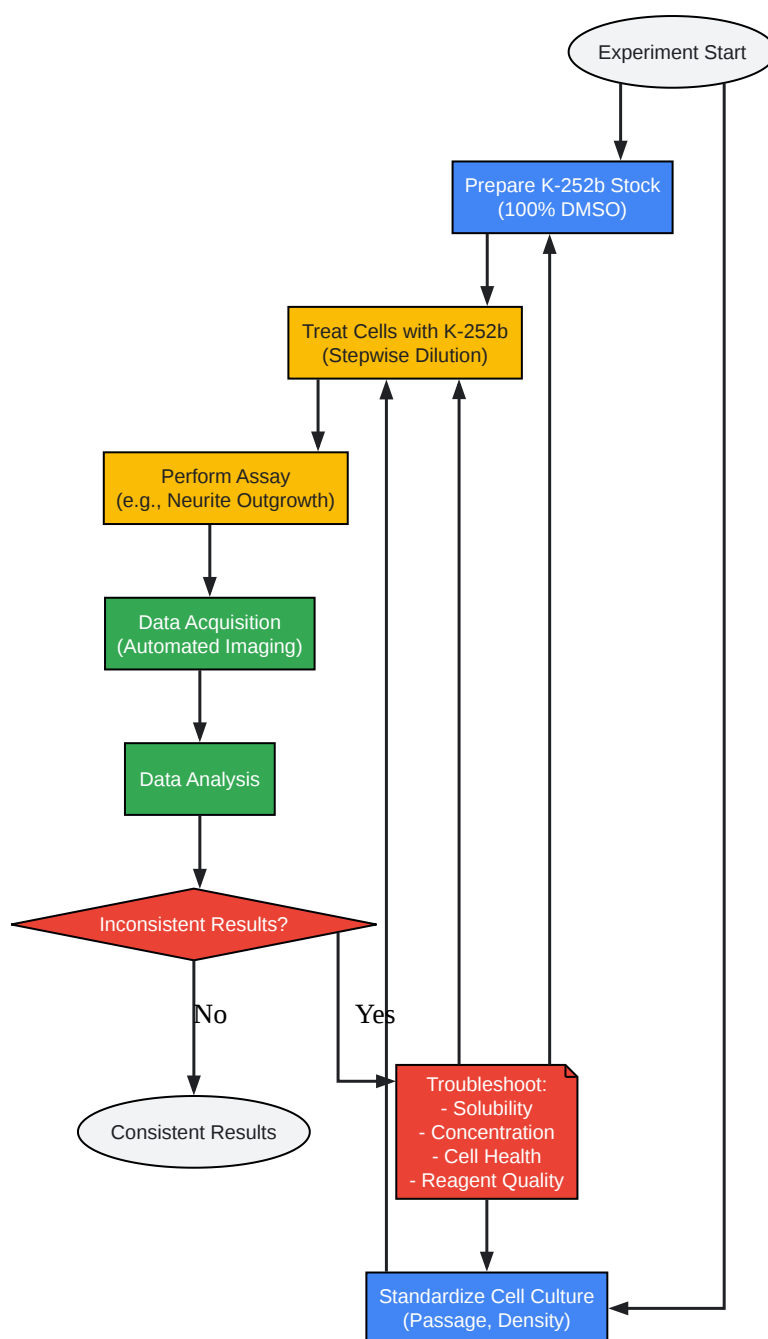 Experiment Start
Prepare K-252b Stock
(100% DMSO)
Treat Cells with K-252b
(Stepwise Dilution)
Perform Assay
(e.g., Neurite Outgrowth)
Data Acquisition
(Automated Imaging)
Data Analysis
Inconsistent Results?
No
Yes
Troubleshoot:
- Solubility
- Concentration
- Cell Health
- Reagent Quality
Consistent Results
Standardize Cell Culture
(Passage, Density)